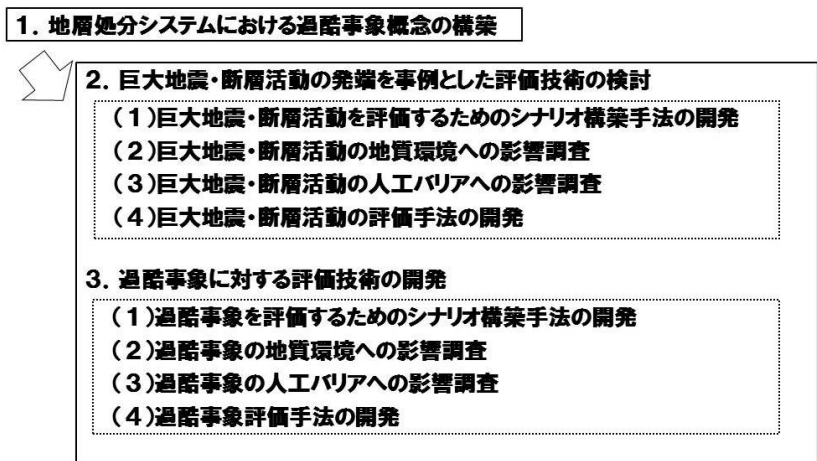 1．地層処分システムにおける過酷事象概念の構築
2．巨大地震・断層活動の発端を事例とした評価技術の検討
（1）巨大地震・断層活動を評価するためのシナリオ構築手法の開発
（2）巨大地震・断層活動の地質環境への影響調査
（3）巨大地震・断層活動の人工バリアへの影響調査
（4）巨大地震・断層活動の評価手法の開発
3．過酷事象に対する評価技術の開発
（1）過酷事象を評価するためのシナリオ構築手法の開発
（2）過酷事象の地質環境への影響調査
（3）過酷事象の人工バリアへの影響調査
（4）過酷事象評価手法の開発